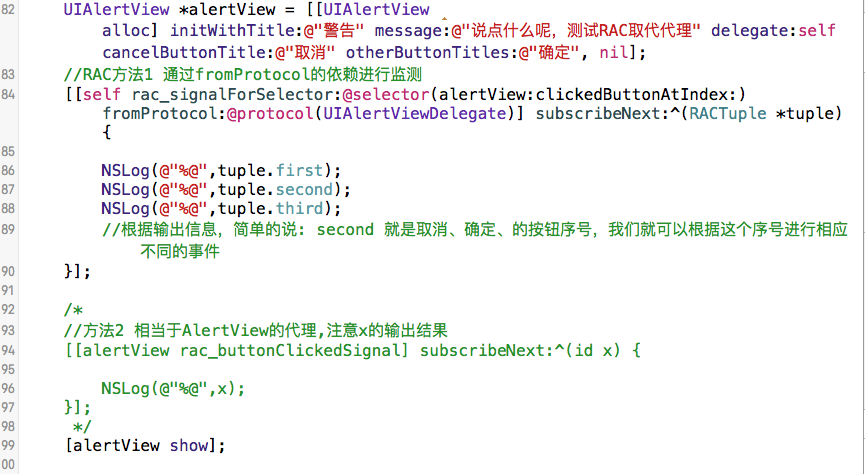 82 UIAlertView *alertView = [[UIAlertView
alloc] initWithTitle:@"警告" message:@"说点什么呢，测试RAC取代代理" delegate:self
cancelButtonTitle:@"取消" otherButtonTitles:@"确定", nil];
83 //RAC方法1 通过fromProtocol的依赖进行监测
84 [[self rac_signalForSelector:@selector(alertView:clickedButtonAtIndex:)
fromProtocol:@protocol(UIAlertViewDelegate)] subscribeNext:^(RACTuple *tuple)
{
85
86 NSLog(@"%@",tuple.first);
87 NSLog(@"%@",tuple.second);
88 NSLog(@"%@",tuple.third);
89 //根据输出信息，简单的说: second 就是取消、确定、的按钮序号，我们就可以根据这个序号进行相应
不同的事件
90 }];
91
92 /*
93 //方法2 相当于AlertView的代理,注意x的输出结果
94 [[alertView rac_buttonClickedSignal] subscribeNext:^(id x) {
95
96 NSLog(@"%@",x);
97 }];
98 */
99 [alertView show];
00